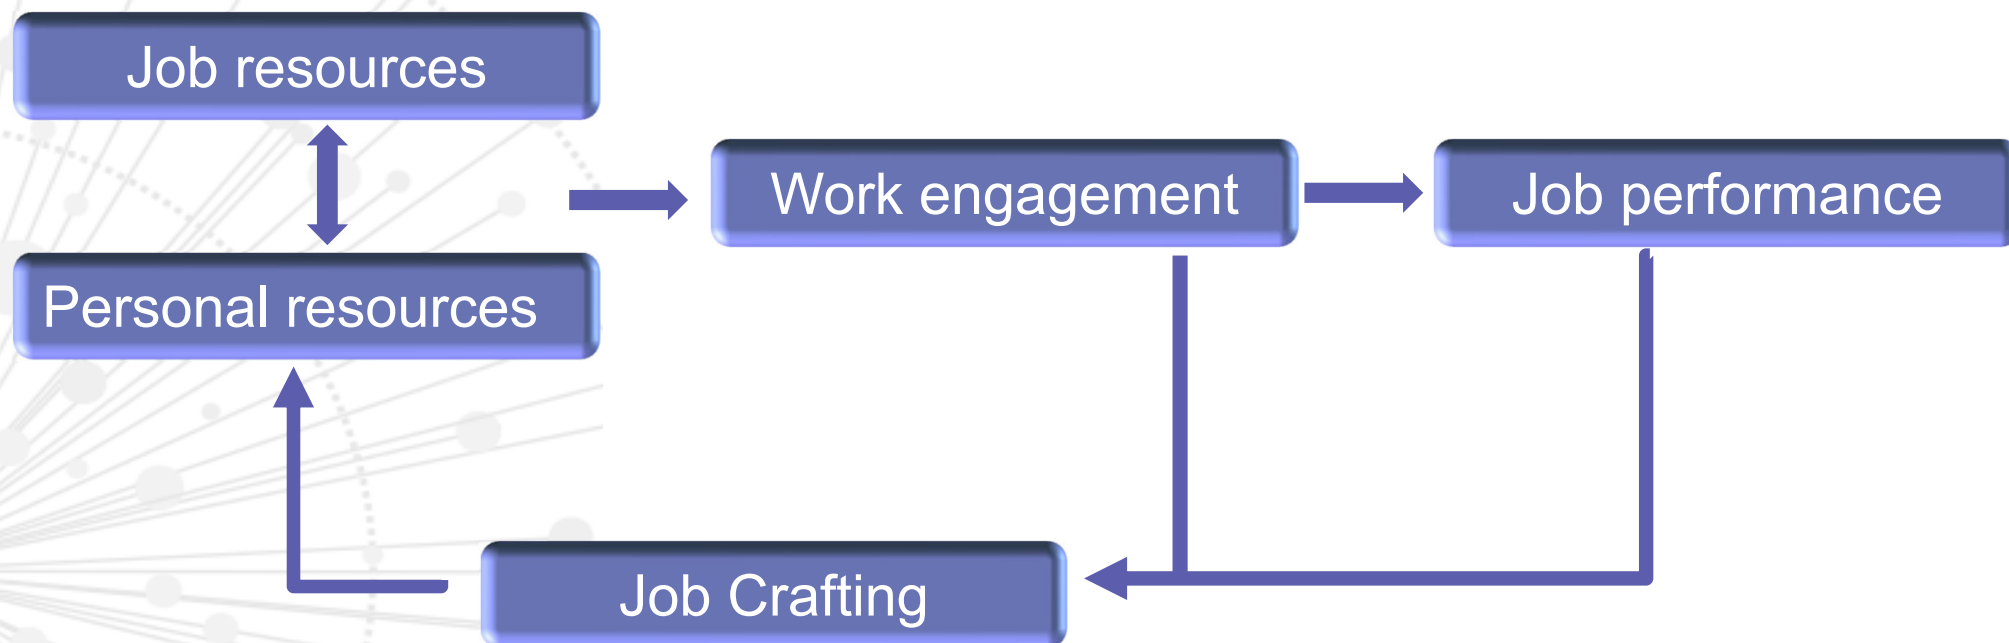 Job resources
Work engagement
Job performance
Personal resources
Job Crafting